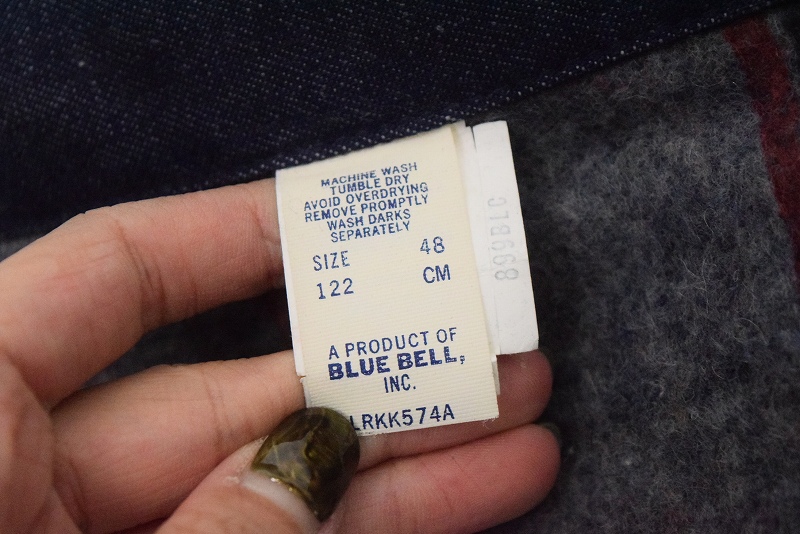 MACHINE WASH
TUMBLE DRY
AVOID OVERDRYING
REMOVE PROMPTLY
WASH DARKS
SEPARATELY
SIZE 48
122 CM
A PRODUCT OF
BLUE BELL,
INC.
LRKK574A
899BLC